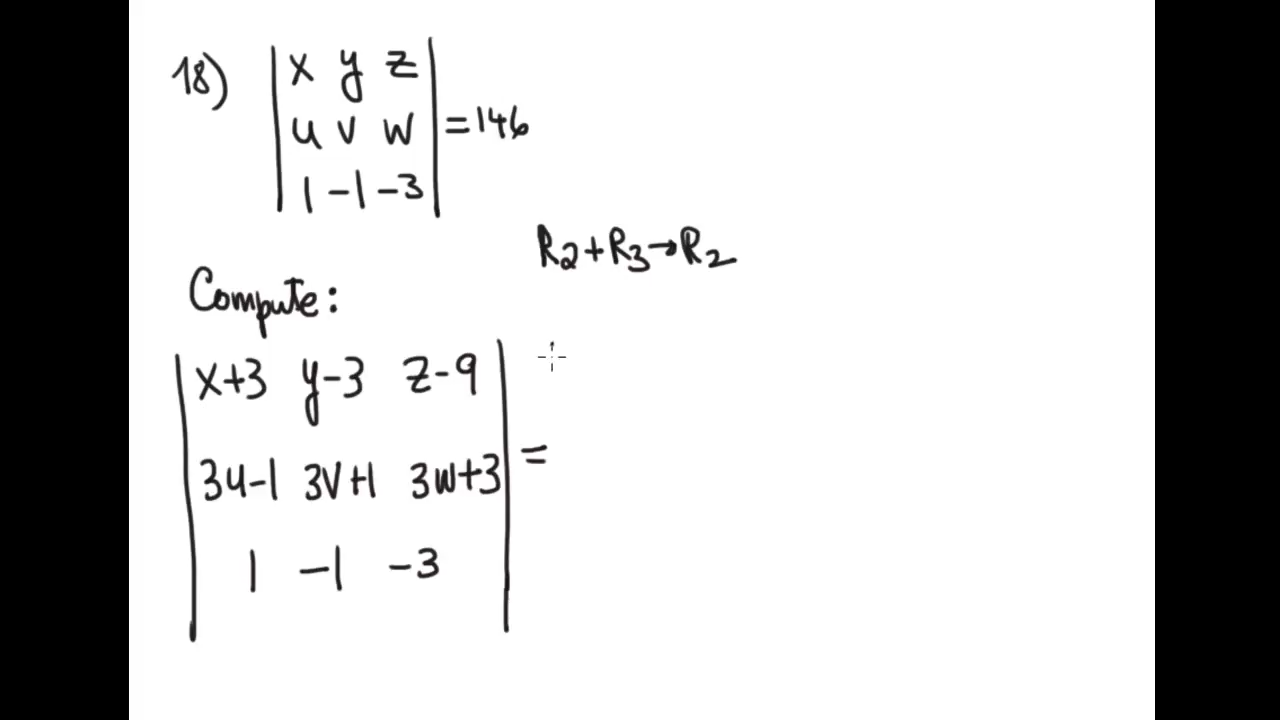 18) | x y z |
| u v w | = 146
| 1 -1 -3 |
R2 + R3 → R2
Compute:
| x+3 y-3 z-9 |
| 3u-1 3v+1 3w+3 | =
| 1 -1 -3 |